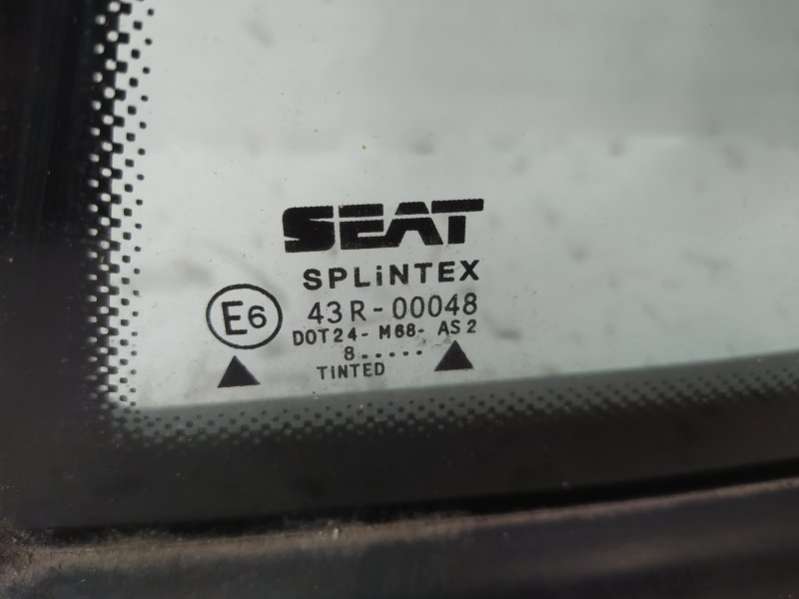 SEAT
SPLiNTEX
E6 43R-00048
DOT24- M68- AS2
8.....
TINTED